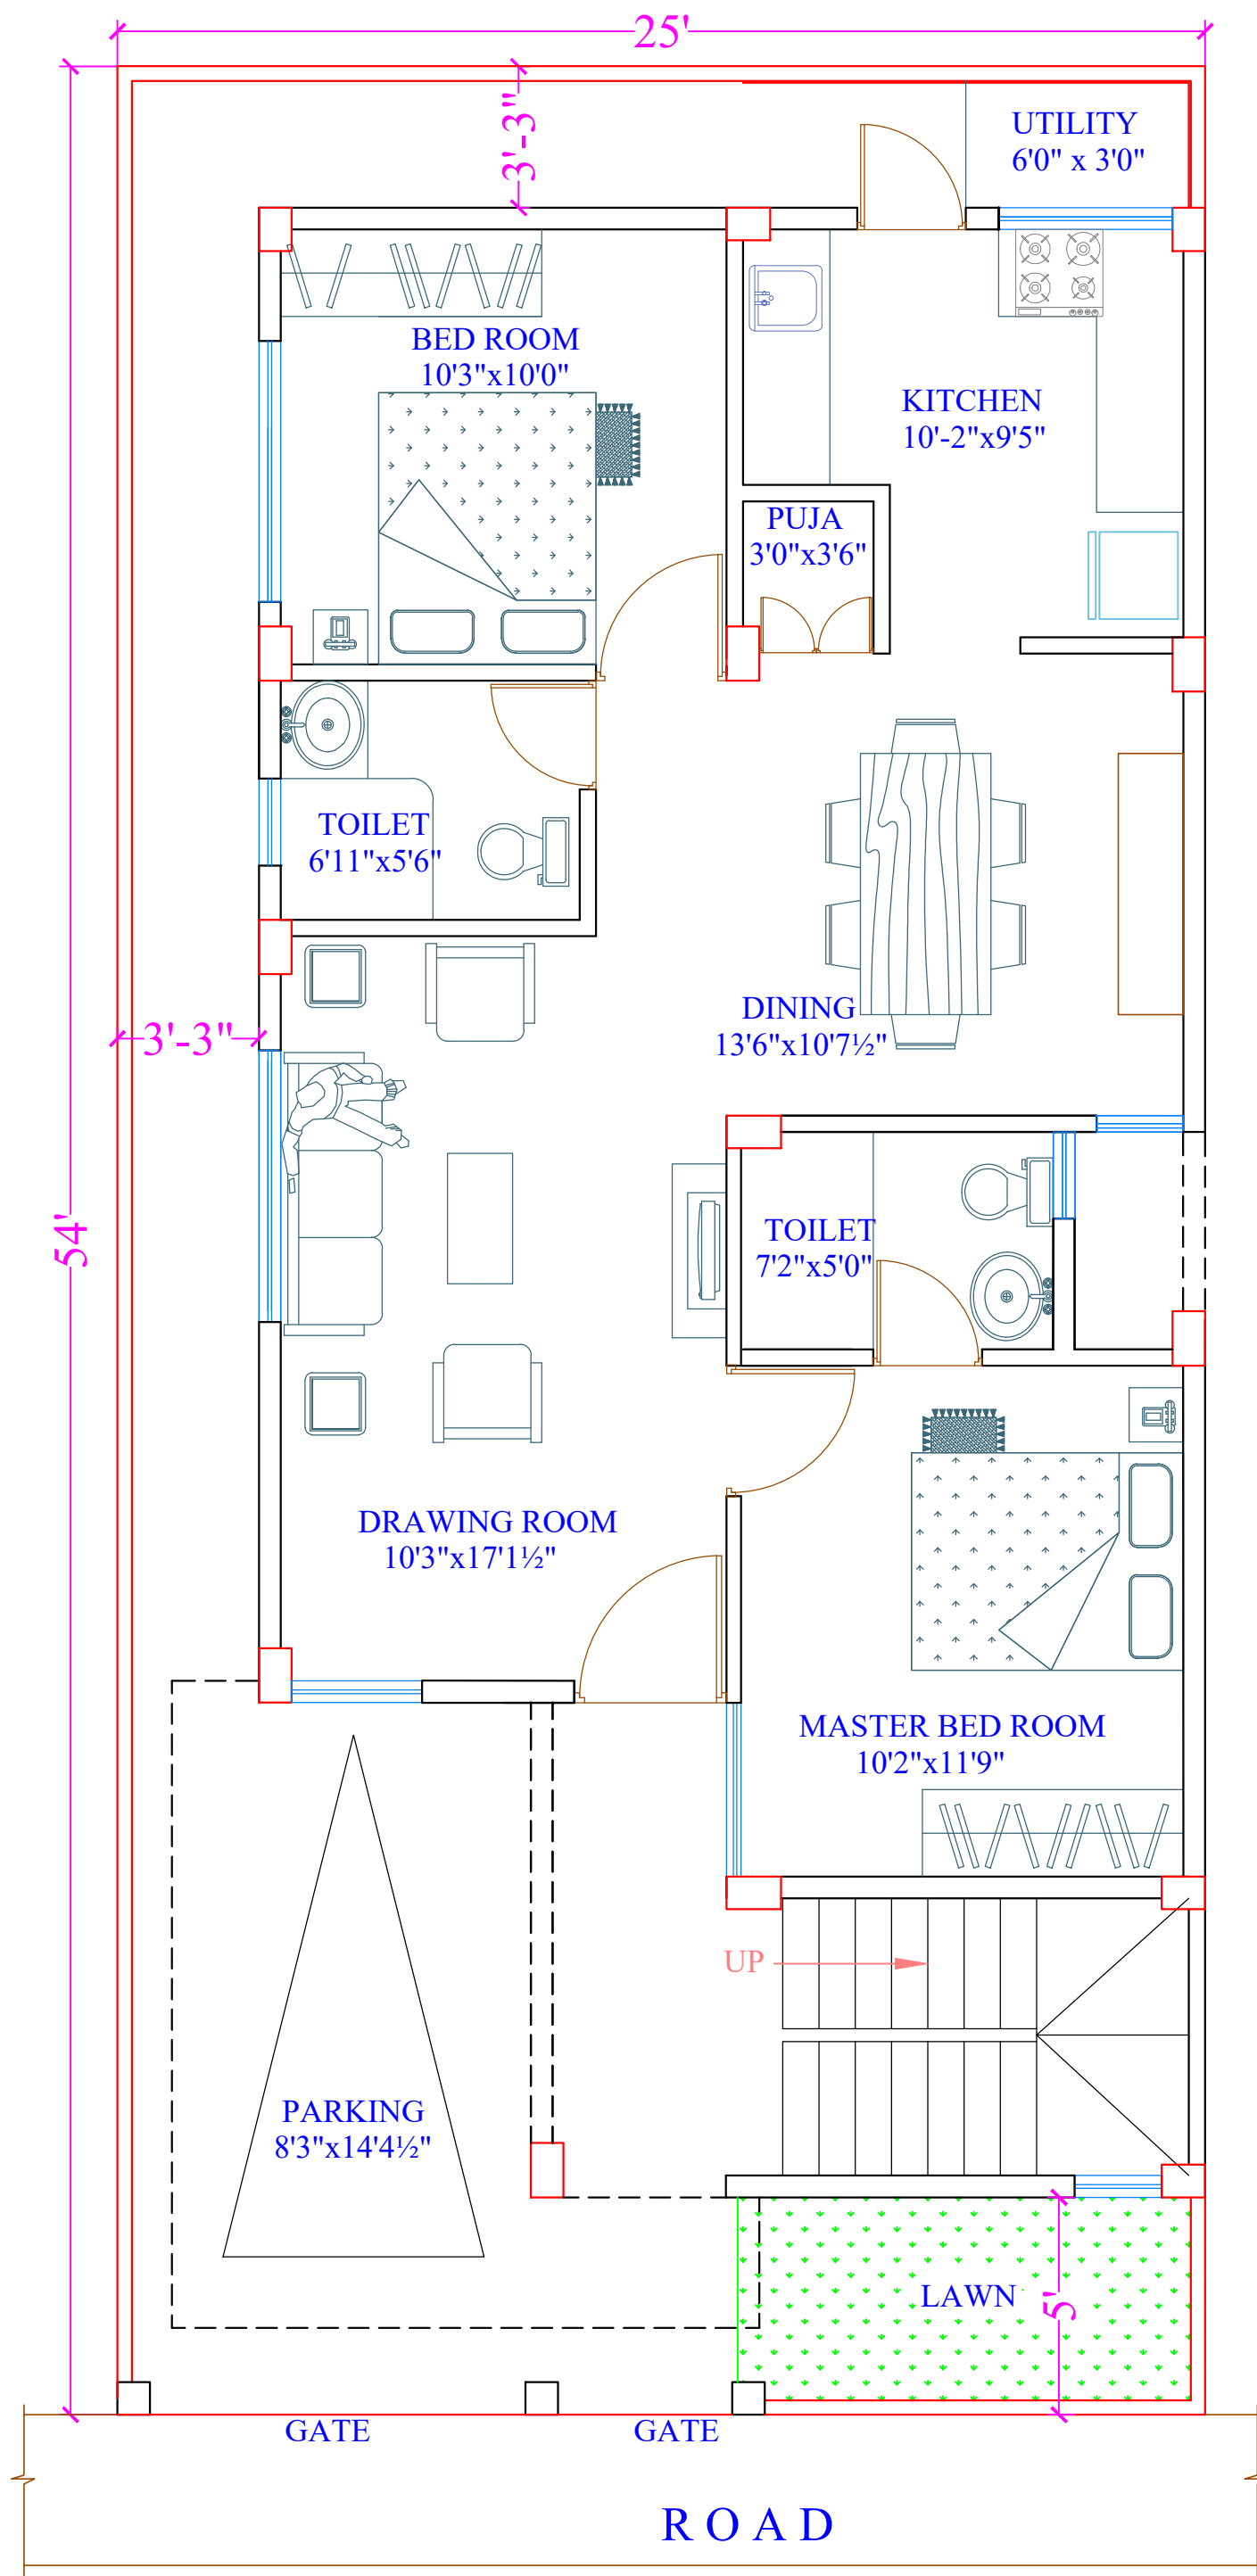 25'
3'-3"
UTILITY
6'0" x 3'0"
BED ROOM
10'3"x10'0"
KITCHEN
10'-2"x9'5"
PUJA
3'0"x3'6"
TOILET
6'11"x5'6"
DINING
13'6"x10'7½"
3'-3"
54'
TOILET
7'2"x5'0"
DRAWING ROOM
10'3"x17'1½"
MASTER BED ROOM
10'2"x11'9"
UP
PARKING
8'3"x14'4½"
LAWN
5'
GATE
GATE
ROAD